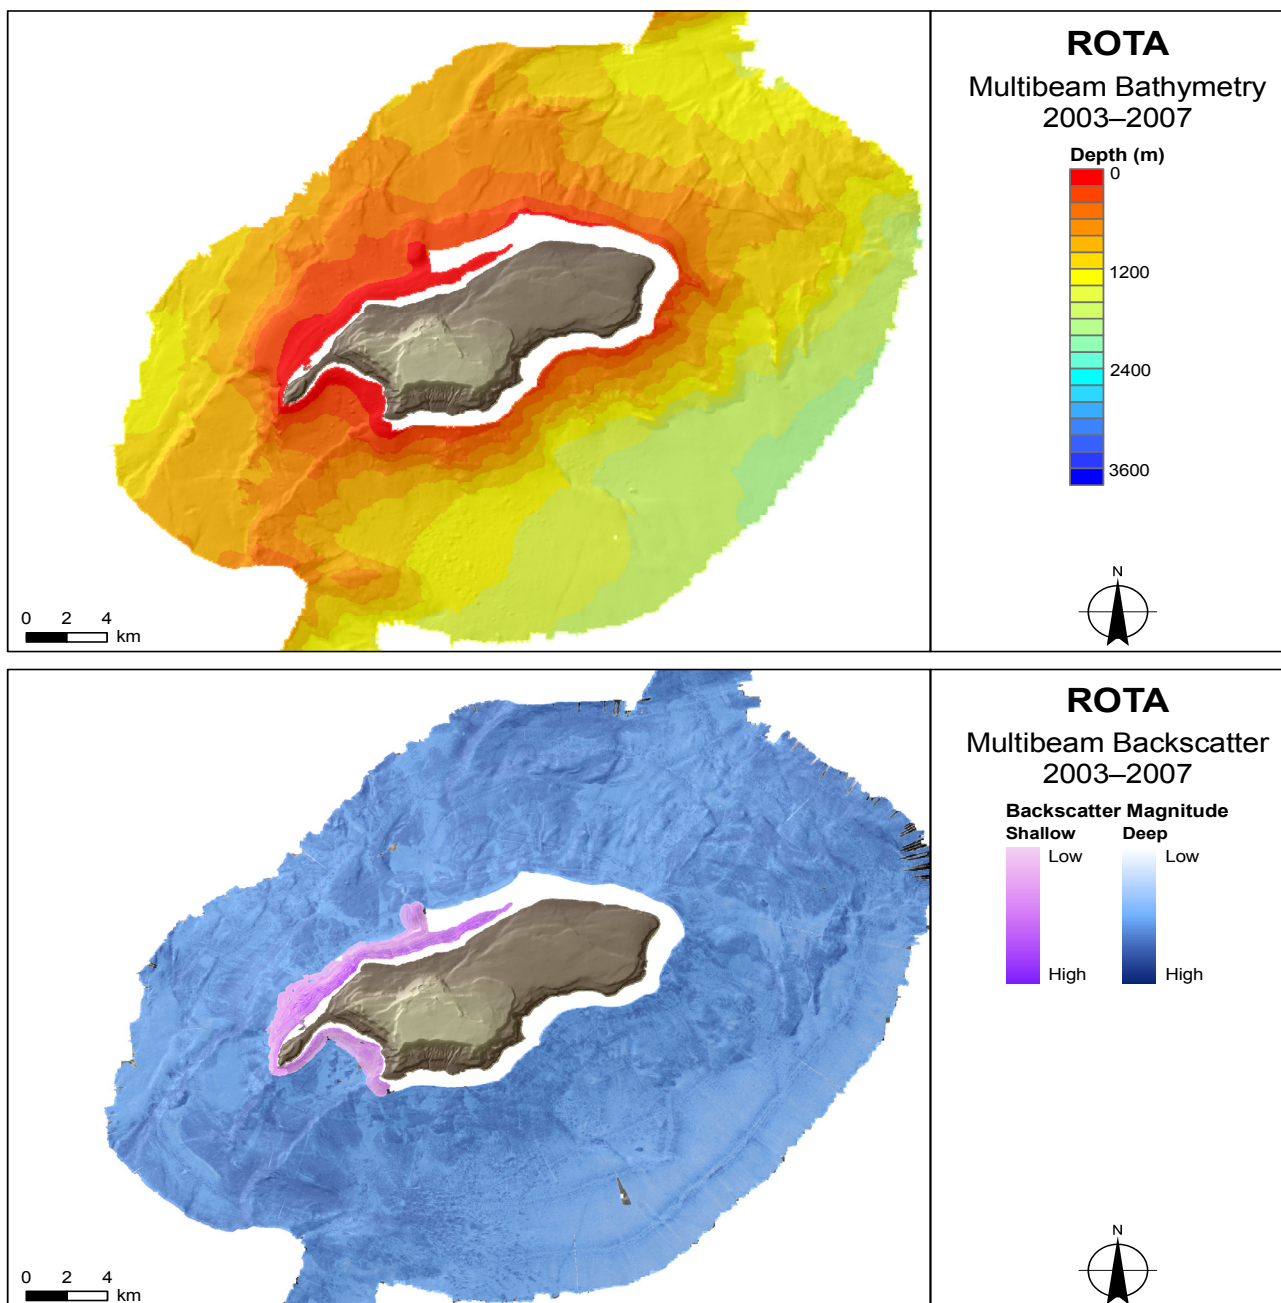 ROTA
Multibeam Bathymetry
2003–2007
Depth (m)
0
1200
2400
3600
N
0 2 4
km
ROTA
Multibeam Backscatter
2003–2007
Backscatter Magnitude
Shallow Deep
Low Low
High High
N
0 2 4
km